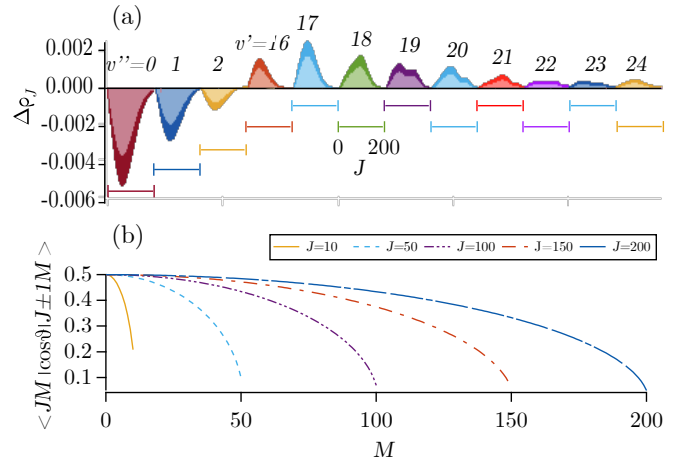 (a)
17
18
19
20
21
22
23
24
v''=0
1
2
v'=16
0.002
0.000
-0.002
-0.004
-0.006
Δρ_J
0 200
J
(b)
J=10 J=50 J=100 J=150 J=200
0.5
0.4
0.3
0.2
0.1
<JM |cosϑ|J±1M >
0 50 100 150 200
M